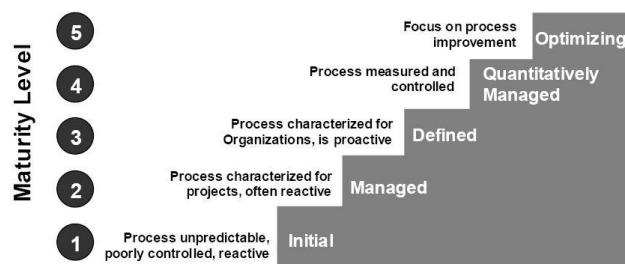 Maturity Level
5
Focus on process
improvement
Optimizing
4
Process measured and
controlled
Quantitatively
Managed
3
Process characterized for
Organizations, is proactive
Defined
2
Process characterized for
projects, often reactive
Managed
1
Process unpredictable,
poorly controlled, reactive
Initial